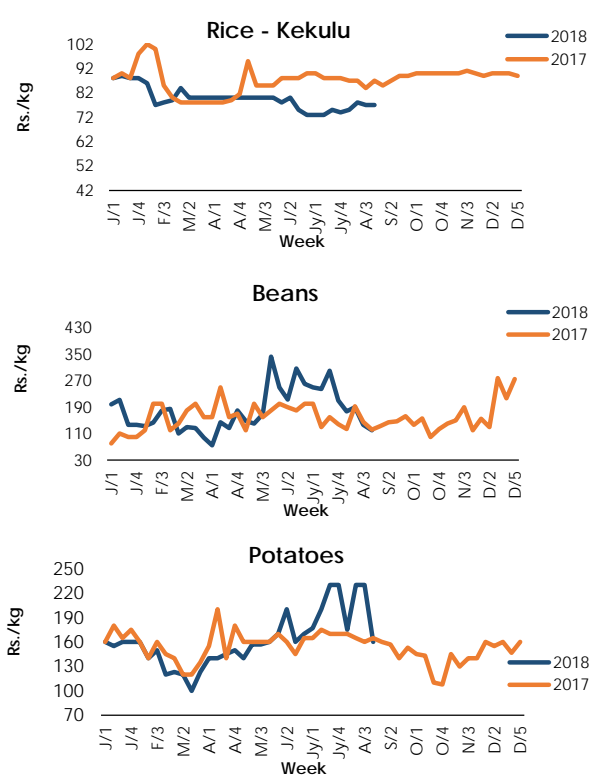 Rice - Kekulu
2018
2017
102
92
82
72
62
52
42
Rs./kg
J/1
J/4
F/3
M/2
A/1
A/4
M/3
J/2
Jy/1
Jy/4
A/3
S/2
O/1
O/4
N/3
D/2
D/5
Week
Beans
2018
2017
430
350
270
190
110
30
Rs./kg
J/1
J/4
F/3
M/2
A/1
A/4
M/3
J/2
Jy/1
Jy/4
A/3
S/2
O/1
O/4
N/3
D/2
D/5
Week
Potatoes
250
220
190
160
130
100
70
Rs./kg
2018
2017
J/1
J/4
F/3
M/2
A/1
A/4
M/3
J/2
Jy/1
Jy/4
A/3
S/2
O/1
O/4
N/3
D/2
D/5
Week